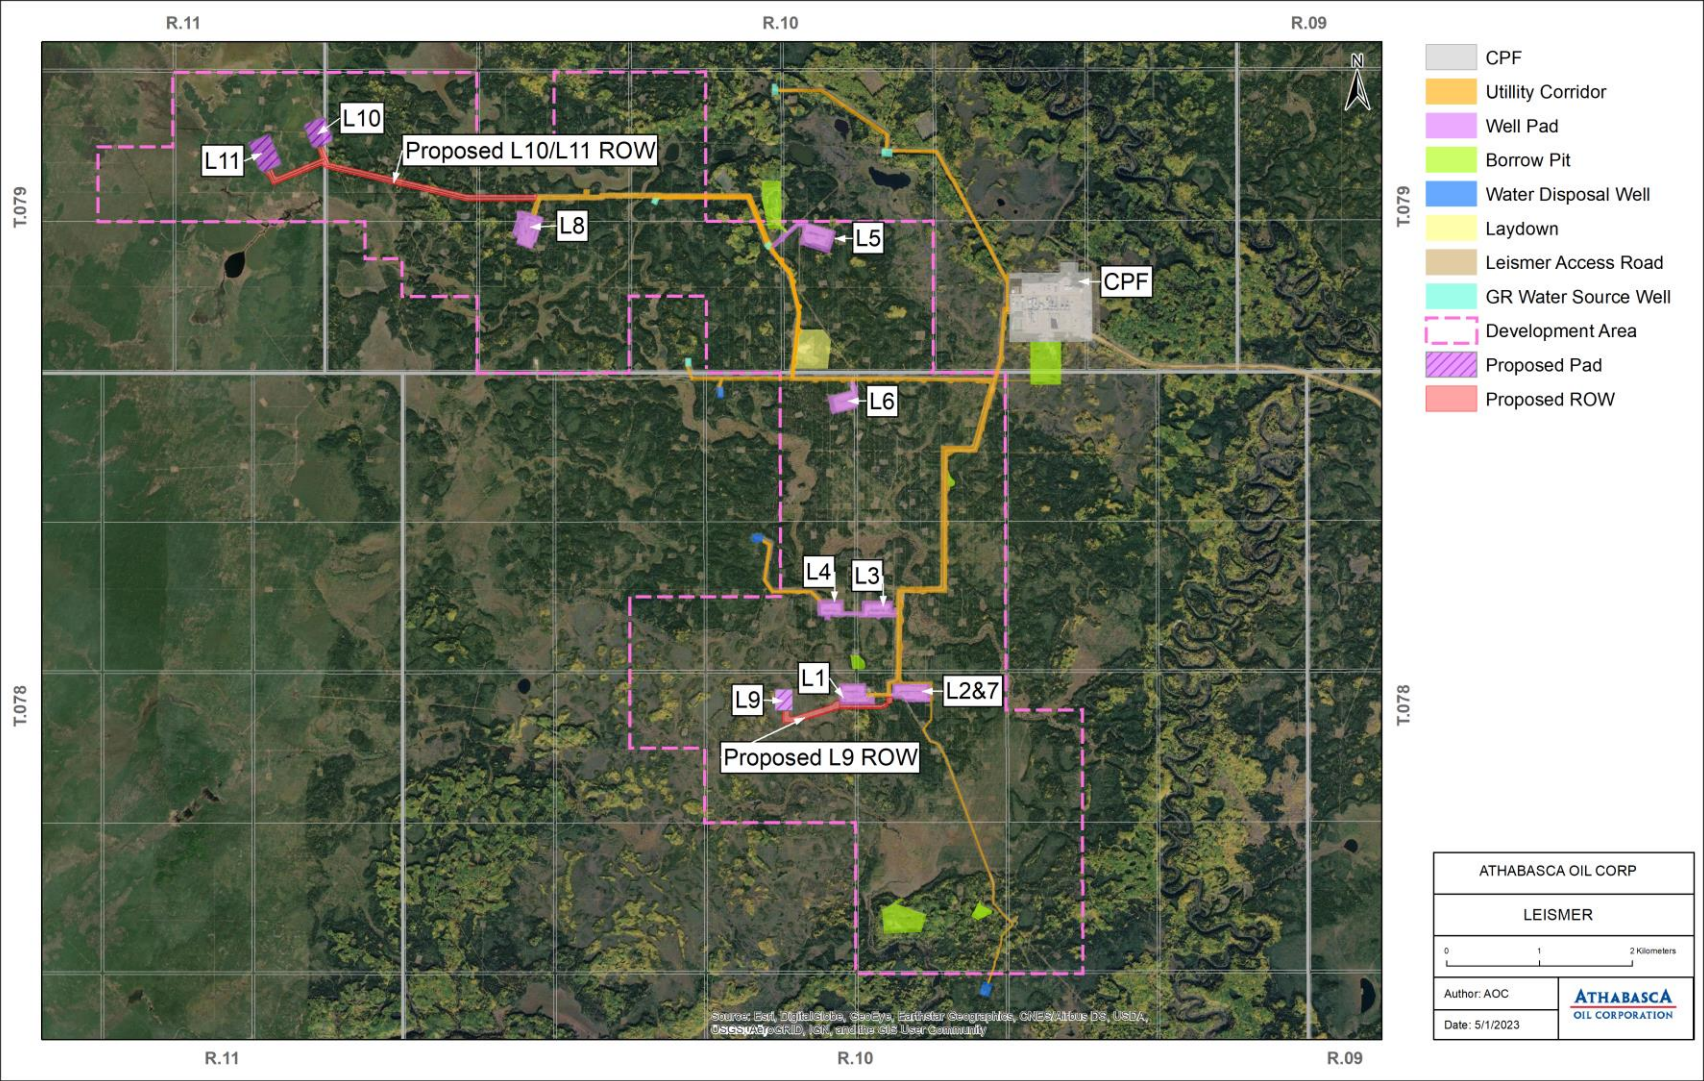 R.11
R.10
R.09
N
CPF
Utillity Corridor
Well Pad
Borrow Pit
Water Disposal Well
Laydown
Leismer Access Road
GR Water Source Well
Development Area
Proposed Pad
Proposed ROW
T.079
T.079
L10
L11
Proposed L10/L11 ROW
L8
L5
CPF
L6
L4
L3
L1
L9
L2&7
Proposed L9 ROW
T.078
T.078
ATHABASCA OIL CORP
LEISMER
0 1 2 Kilometers
Author: AOC
Date: 5/1/2023
ATHABASCA
OIL CORPORATION
Source: Esri, DigitalGlobe, GeoEye, Earthstar Geographics, CNES/Airbus DS, USDA,
USGS, AeroGRID, IGN, and the GIS User Community
R.11
R.10
R.09